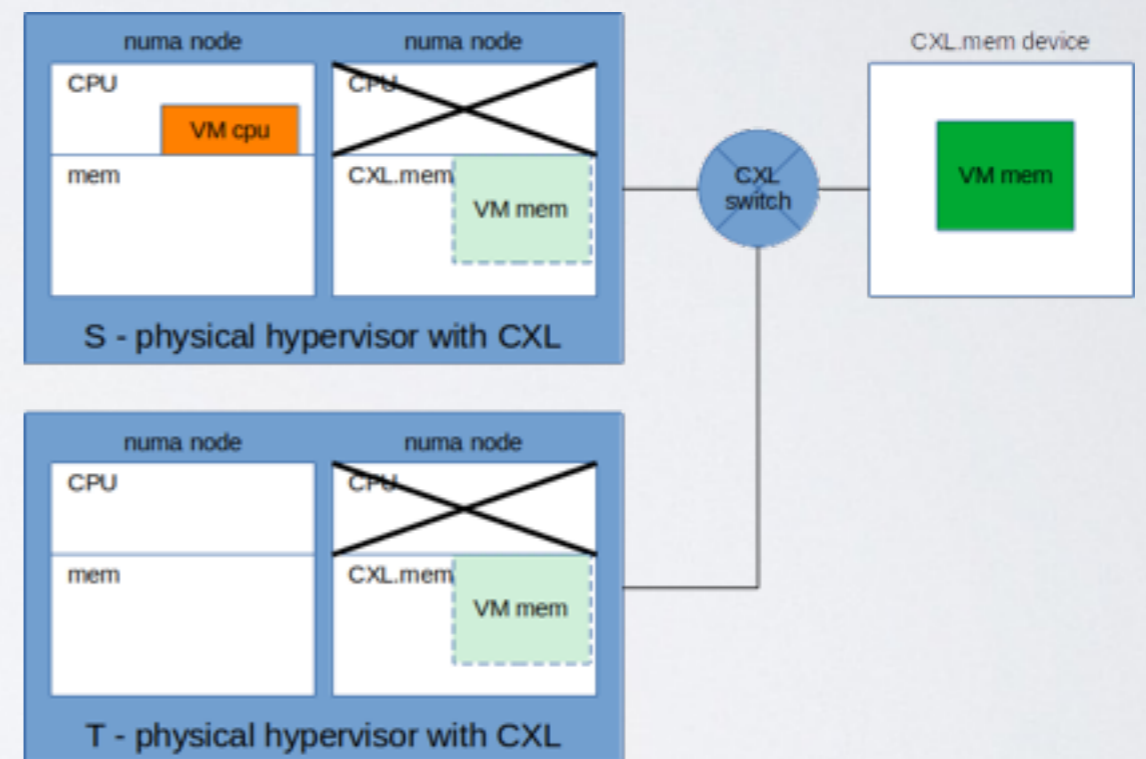 numa node
numa node
CXL.mem device
CPU
VM cpu
CPU
mem
CXL.mem
VM mem
CXL
switch
VM mem
S - physical hypervisor with CXL
numa node
numa node
CPU
CPU
mem
CXL.mem
VM mem
T - physical hypervisor with CXL